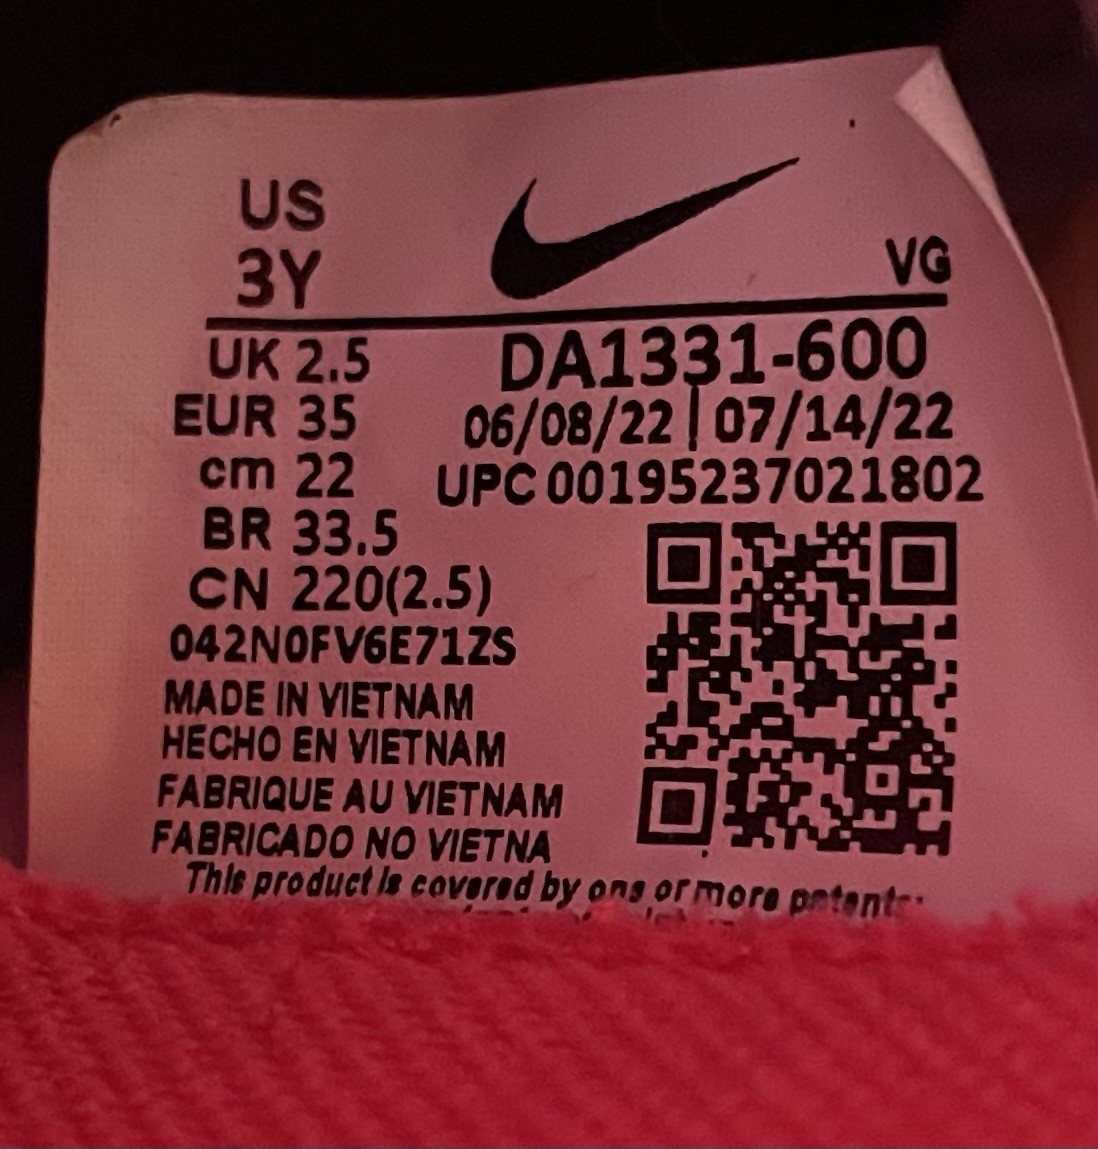 US
3Y
VG
UK 2.5
EUR 35
cm 22
BR 33.5
CN 220(2.5)
DA1331-600
06/08/22 | 07/14/22
UPC 00195237021802
042N0FV6E71ZS
MADE IN VIETNAM
HECHO EN VIETNAM
FABRIQUE AU VIETNAM
FABRICADO NO VIETNA
This product is covered by one or more patents: